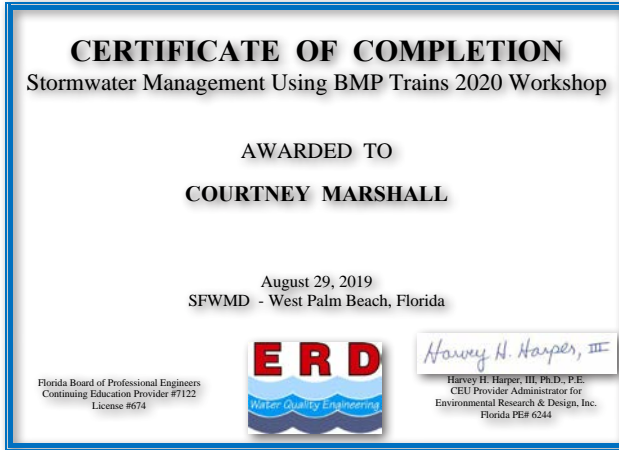 CERTIFICATE OF COMPLETION
Stormwater Management Using BMP Trains 2020 Workshop
AWARDED TO
COURTNEY MARSHALL
August 29, 2019
SFWMD - West Palm Beach, Florida
Florida Board of Professional Engineers
Continuing Education Provider #7122
License #674
ERD
Water Quality Engineering
Harvey H. Harper, III
Harvey H. Harper, III, Ph.D., P.E.
CEU Provider Administrator for
Environmental Research & Design, Inc.
Florida PE# 6244